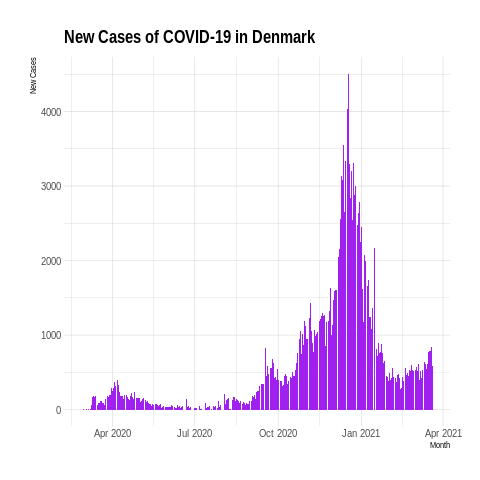 New Cases of COVID-19 in Denmark
New Cases
4000
3000
2000
1000
0
Apr 2020 Jul 2020 Oct 2020 Jan 2021 Apr 2021
Month